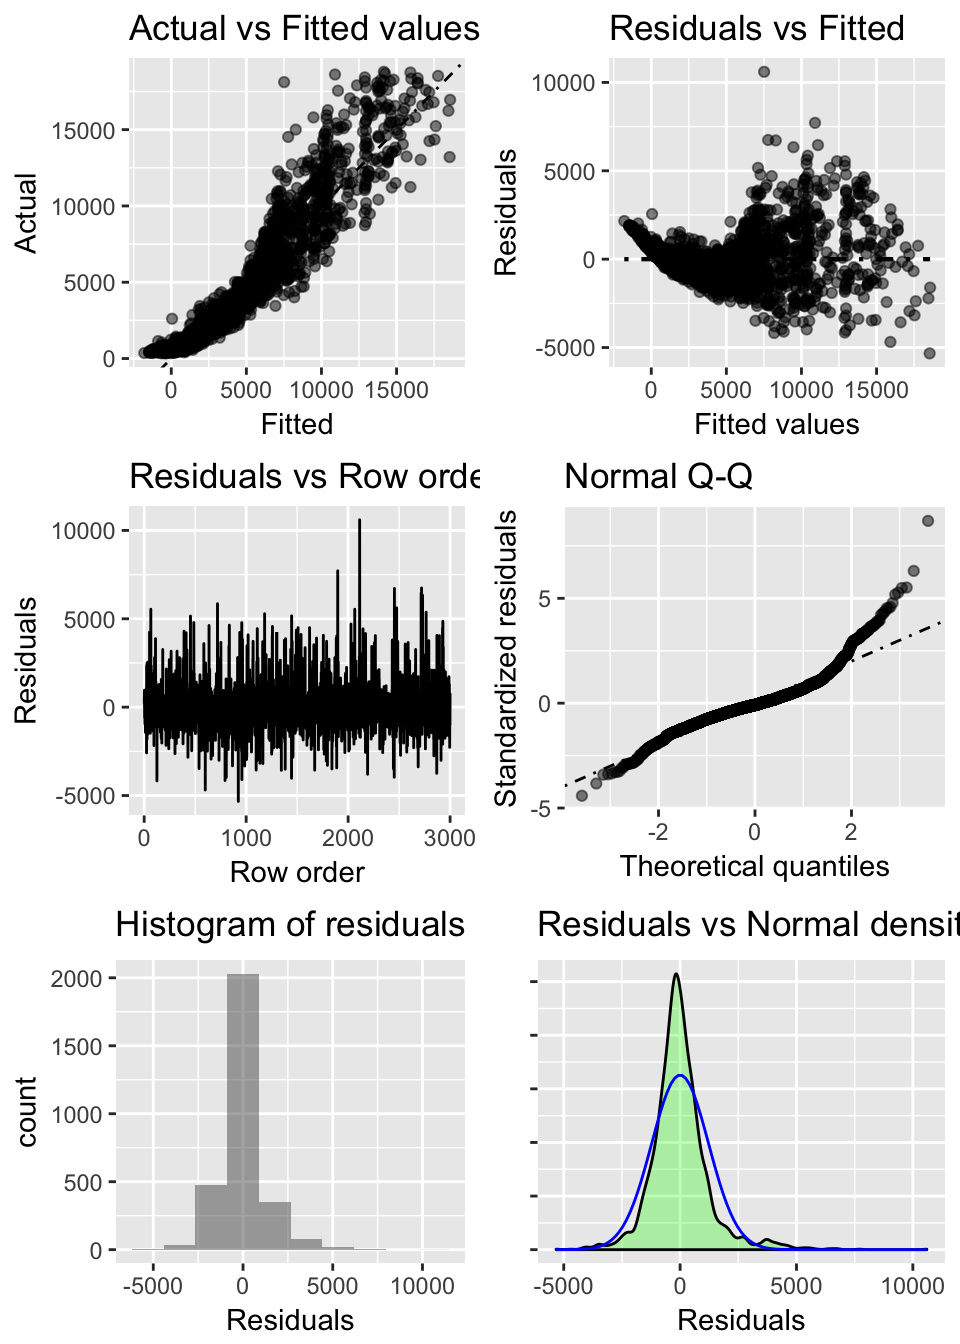 Actual vs Fitted values
Actual
15000
10000
5000
0
0 5000 10000 15000
Fitted
Residuals vs Fitted
Residuals
10000
5000
0
-5000
0 5000 10000 15000
Fitted values
Residuals vs Row orde
Residuals
10000
5000
0
-5000
0 1000 2000 3000
Row order
Normal Q-Q
Standardized residuals
5
0
-5
-2 0 2
Theoretical quantiles
Histogram of residuals
count
2000
1500
1000
500
0
-5000 0 5000 10000
Residuals
Residuals vs Normal densit
-5000 0 5000 10000
Residuals